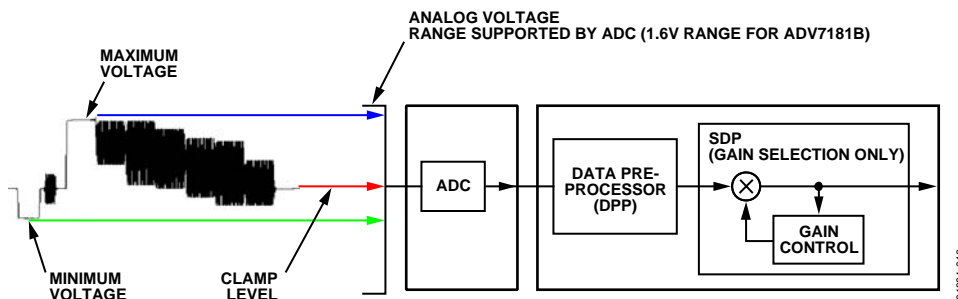 ANALOG VOLTAGE
RANGE SUPPORTED BY ADC (1.6V RANGE FOR ADV7181B)
MAXIMUM
VOLTAGE
SDP
(GAIN SELECTION ONLY)
ADC
DATA PRE-
PROCESSOR
(DPP)
GAIN
CONTROL
MINIMUM
VOLTAGE
CLAMP
LEVEL